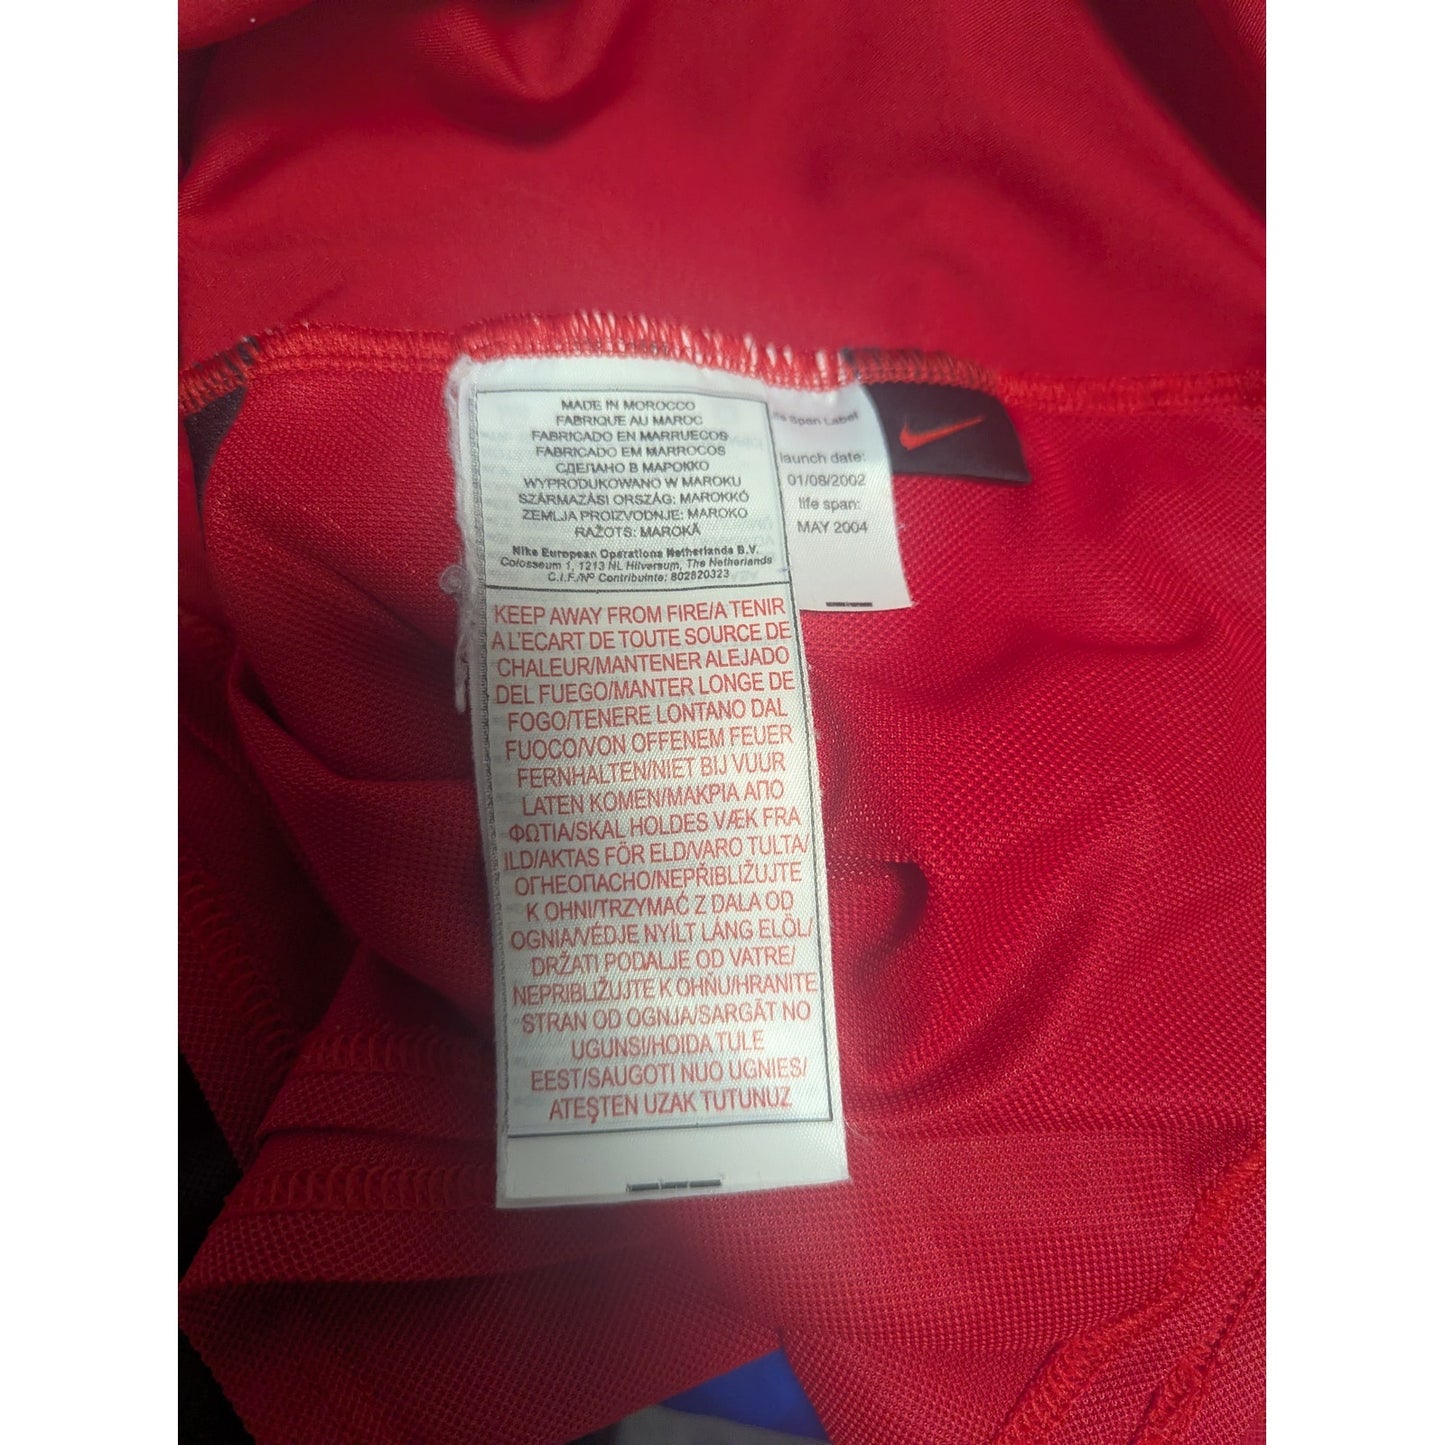 MADE IN MOROCCO
FABRIQUE AU MAROC
FABRICADO EN MARRUECOS
FABRICADO EM MARROCOS
СДЕЛАНО В МАРОККО
WYPRODUKOWANO W MAROKU
SZÁRMAZÁSI ORSZÁG: MAROKKÓ
ZEMLJA PROIZVODNJE: MAROKO
RAŽOTS: MAROKĀ
Nike European Operations Netherlands B.V.
Colosseum 1, 1213 NL Hilversum, The Netherlands
C.I.F./Nº Contribuinte: 802820323
KEEP AWAY FROM FIRE/A TENIR
A L'ECART DE TOUTE SOURCE DE
CHALEUR/MANTENER ALEJADO
DEL FUEGO/MANTER LONGE DE
FOGO/TENERE LONTANO DAL
FUOCO/VON OFFENEM FEUER
FERNHALTEN/NIET BIJ VUUR
LATEN KOMEN/ΜΑΚΡΙΑ ΑΠΟ
ΦΩΤΙΑ/SKAL HOLDES VÆK FRA
ILD/AKTAS FÖR ELD/VARO TULTA/
ОГНЕОПАСНО/NEPŘIBLIŽUJTE
K OHNI/TRZYMAĆ Z DALA OD
OGNIA/VÉDJE NYÍLT LÁNG ELÖL/
DRŽATI PODALJE OD VATRE/
NEPRIBLIŽUJTE K OHŇU/HRANITE
STRAN OD OGNJA/SARGĀT NO
UGUNSI/HOIDA TULE
EEST/SAUGOTI NUO UGNIES/
ATEŞTEN UZAK TUTUNUZ
Span Label
launch date:
01/08/2002
life span:
MAY 2004